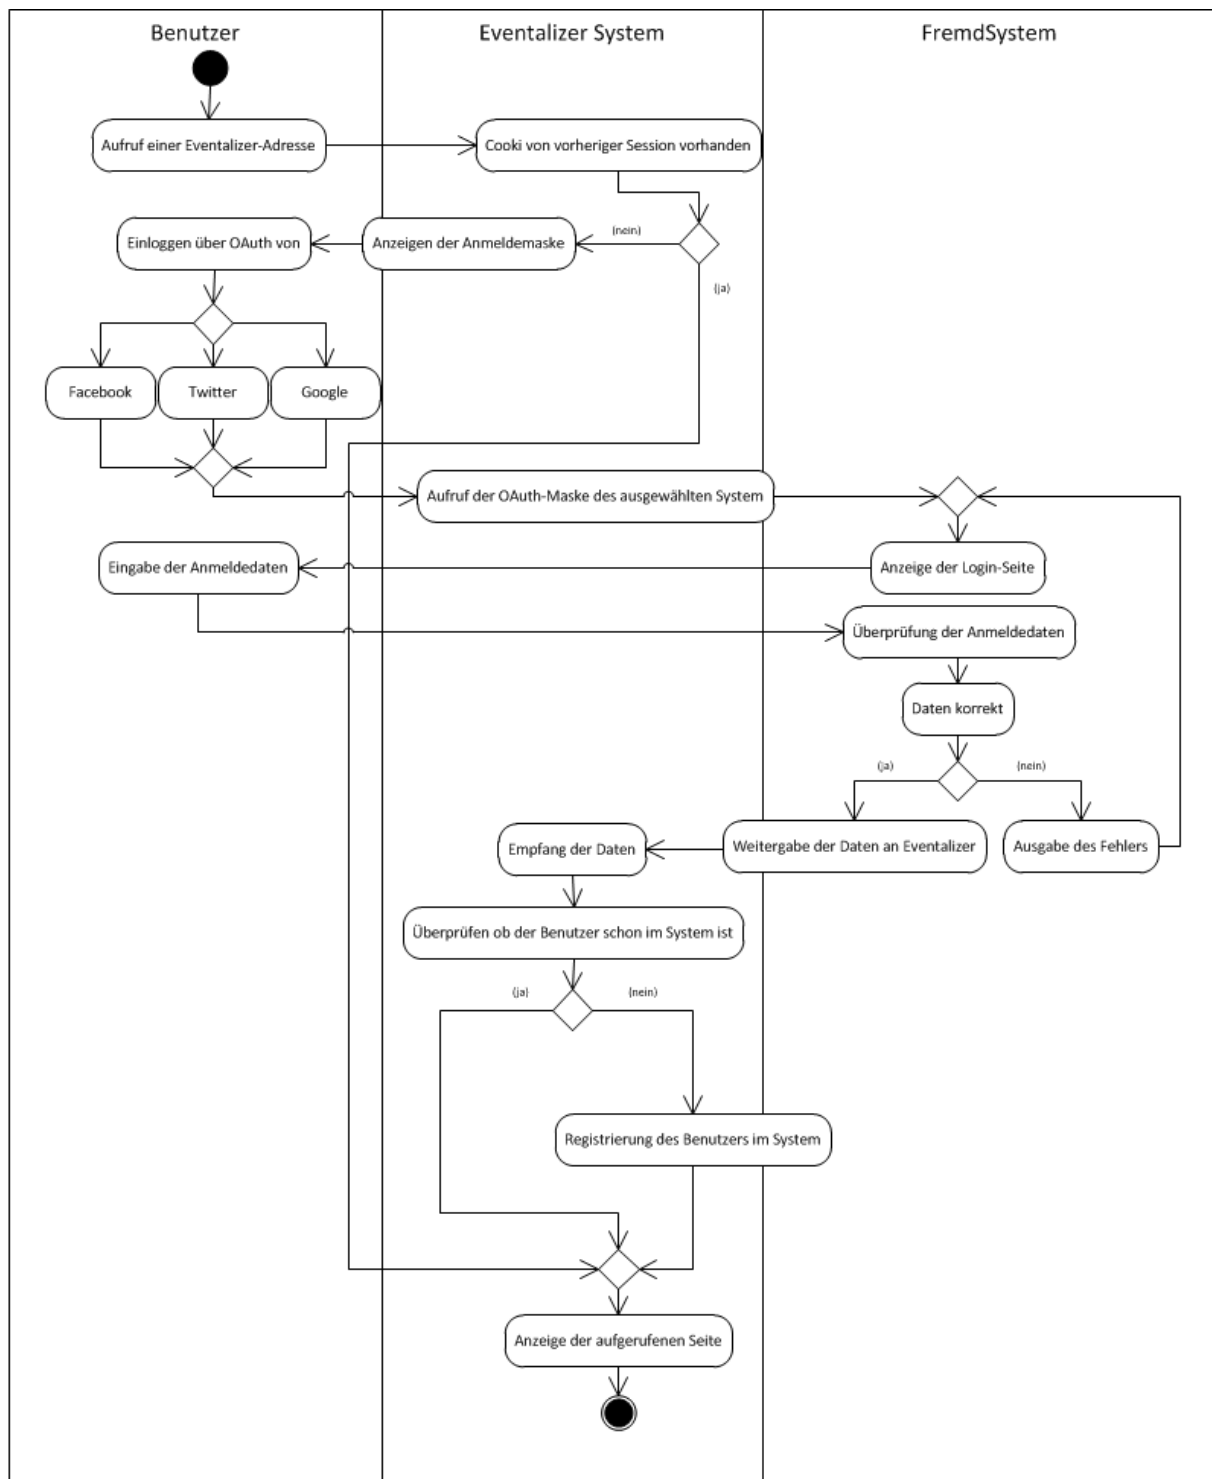 Benutzer
Eventalizer System
FremdSystem
Aufruf einer Eventalizer-Adresse
Cooki von vorheriger Session vorhanden
Einloggen über OAuth von
Anzeigen der Anmeldemaske
(nein)
(ja)
Facebook
Twitter
Google
Aufruf der OAuth-Maske des ausgewählten System
Eingabe der Anmeldedaten
Anzeige der Login-Seite
Überprüfung der Anmeldedaten
Daten korrekt
(ja)
(nein)
Empfang der Daten
Weitergabe der Daten an Eventalizer
Ausgabe des Fehlers
Überprüfen ob der Benutzer schon im System ist
(ja)
(nein)
Registrierung des Benutzers im System
Anzeige der aufgerufenen Seite